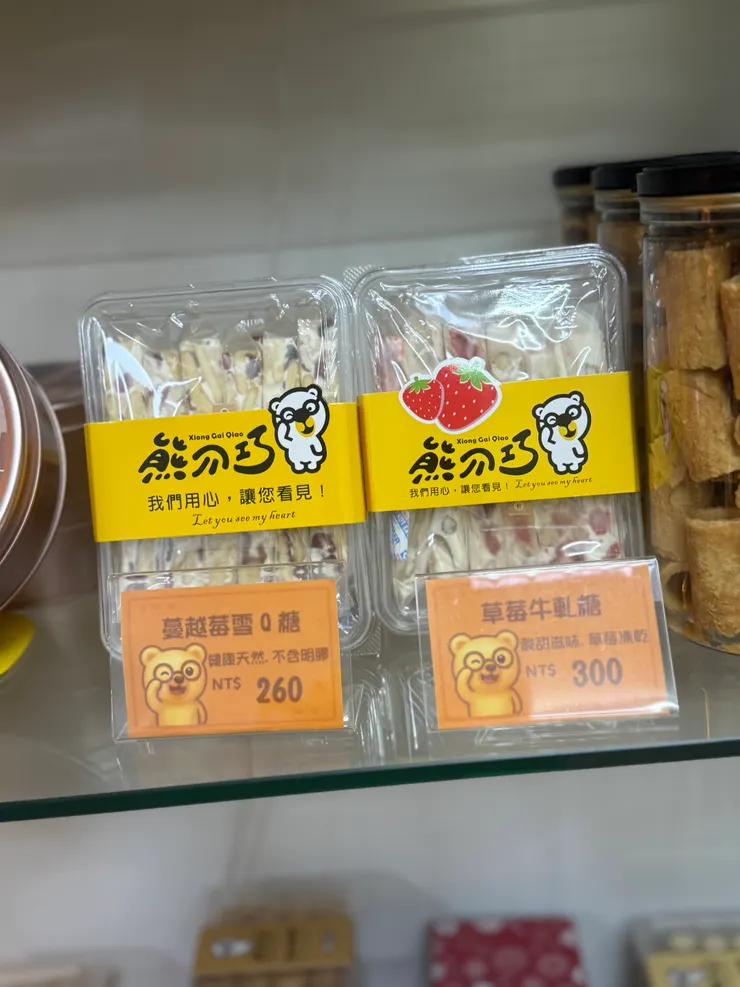 Xiong Gai Qiao
熊丐巧
我們用心，讓您看見！
Let you see my heart
Xiong Gai Qiao
熊丐巧
我們用心，讓您看見！ Let you see my heart
蔓越莓雪Q糖
健康天然.不含明膠
NT$ 260
草莓牛軋糖
酸甜滋味.草莓凍乾
NT$ 300